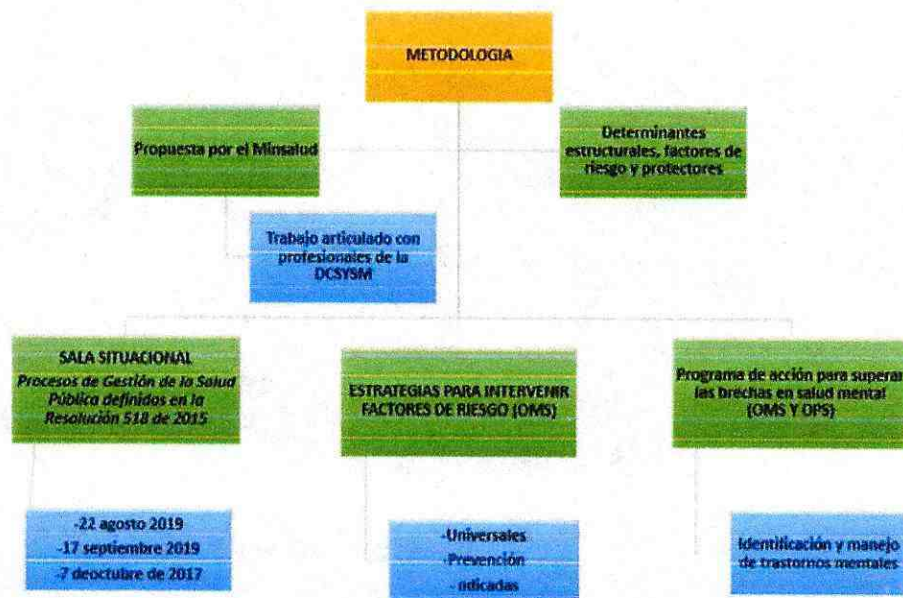 METODOLOGIA
Propuesta por el Minsalud
Determinantes
estructurales, factores de
riesgo y protectores
Trabajo articulado con
profesionales de la
DCSYSM
SALA SITUACIONAL
Procesos de Gestión de la Salud
Pública definidos en la
Resolución 518 de 2015
ESTRATEGIAS PARA INTERVENIR
FACTORES DE RIESGO (OMS)
Programa de acción para superar
las brechas en salud mental
(OMS Y OPS)
-22 agosto 2019
-17 septiembre 2019
-7 deoctubre de 2017
-Universales
-Prevención
- ndicadas
Identificación y manejo
de trastornos mentales